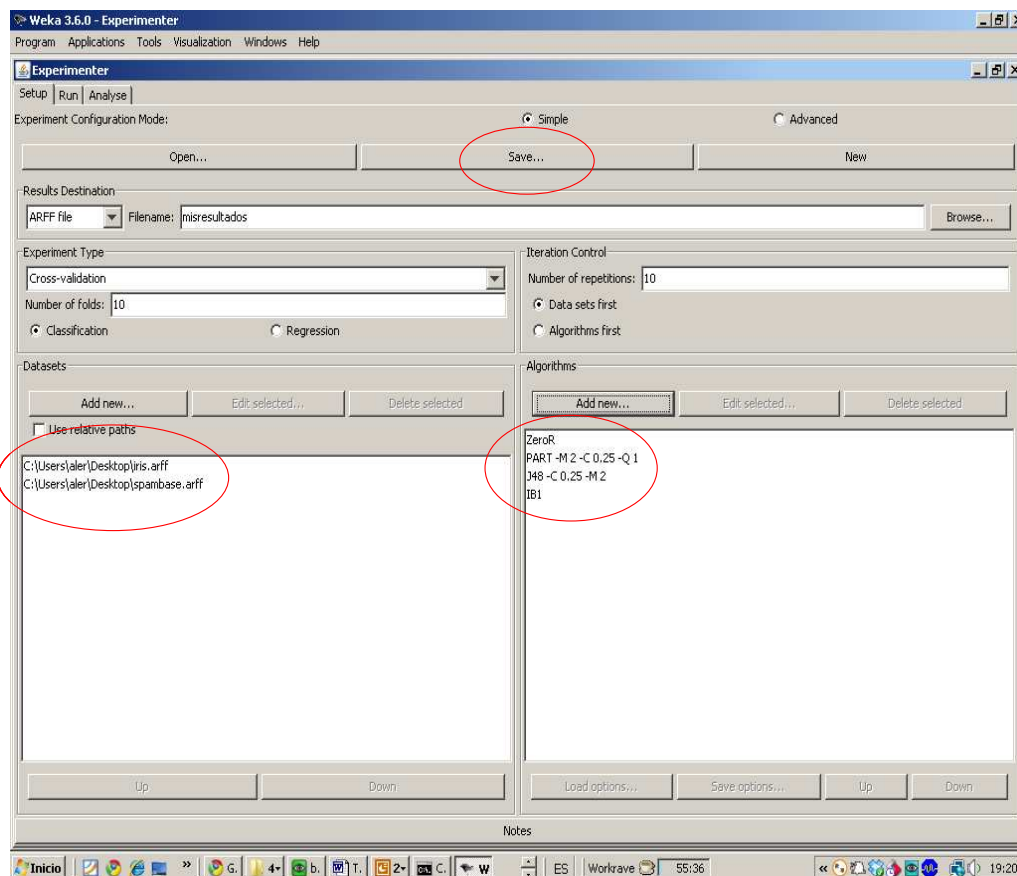 Weka 3.6.0 - Experimenter
Program Applications Tools Visualization Windows Help
Experimenter
Setup Run Analyse
Experiment Configuration Mode: Simple Advanced
Open... Save... New
Results Destination
ARFF file Filename: misresultados Browse...
Experiment Type
Cross-validation
Number of folds: 10
Classification Regression
Iteration Control
Number of repetitions: 10
Data sets first
Algorithms first
Datasets
Add new... Edit selected... Delete selected
Use relative paths
C:\Users\aler\Desktop\iris.arff
C:\Users\aler\Desktop\spambase.arff
Up Down
Algorithms
Add new... Edit selected... Delete selected
ZeroR
PART -M 2 -C 0.25 -Q 1
J48 -C 0.25 -M 2
IB1
Load options... Save options... Up Down
Notes
Inicio » G. 4 b. T. 2 C. W ES Workrave 55:36 « 19:20